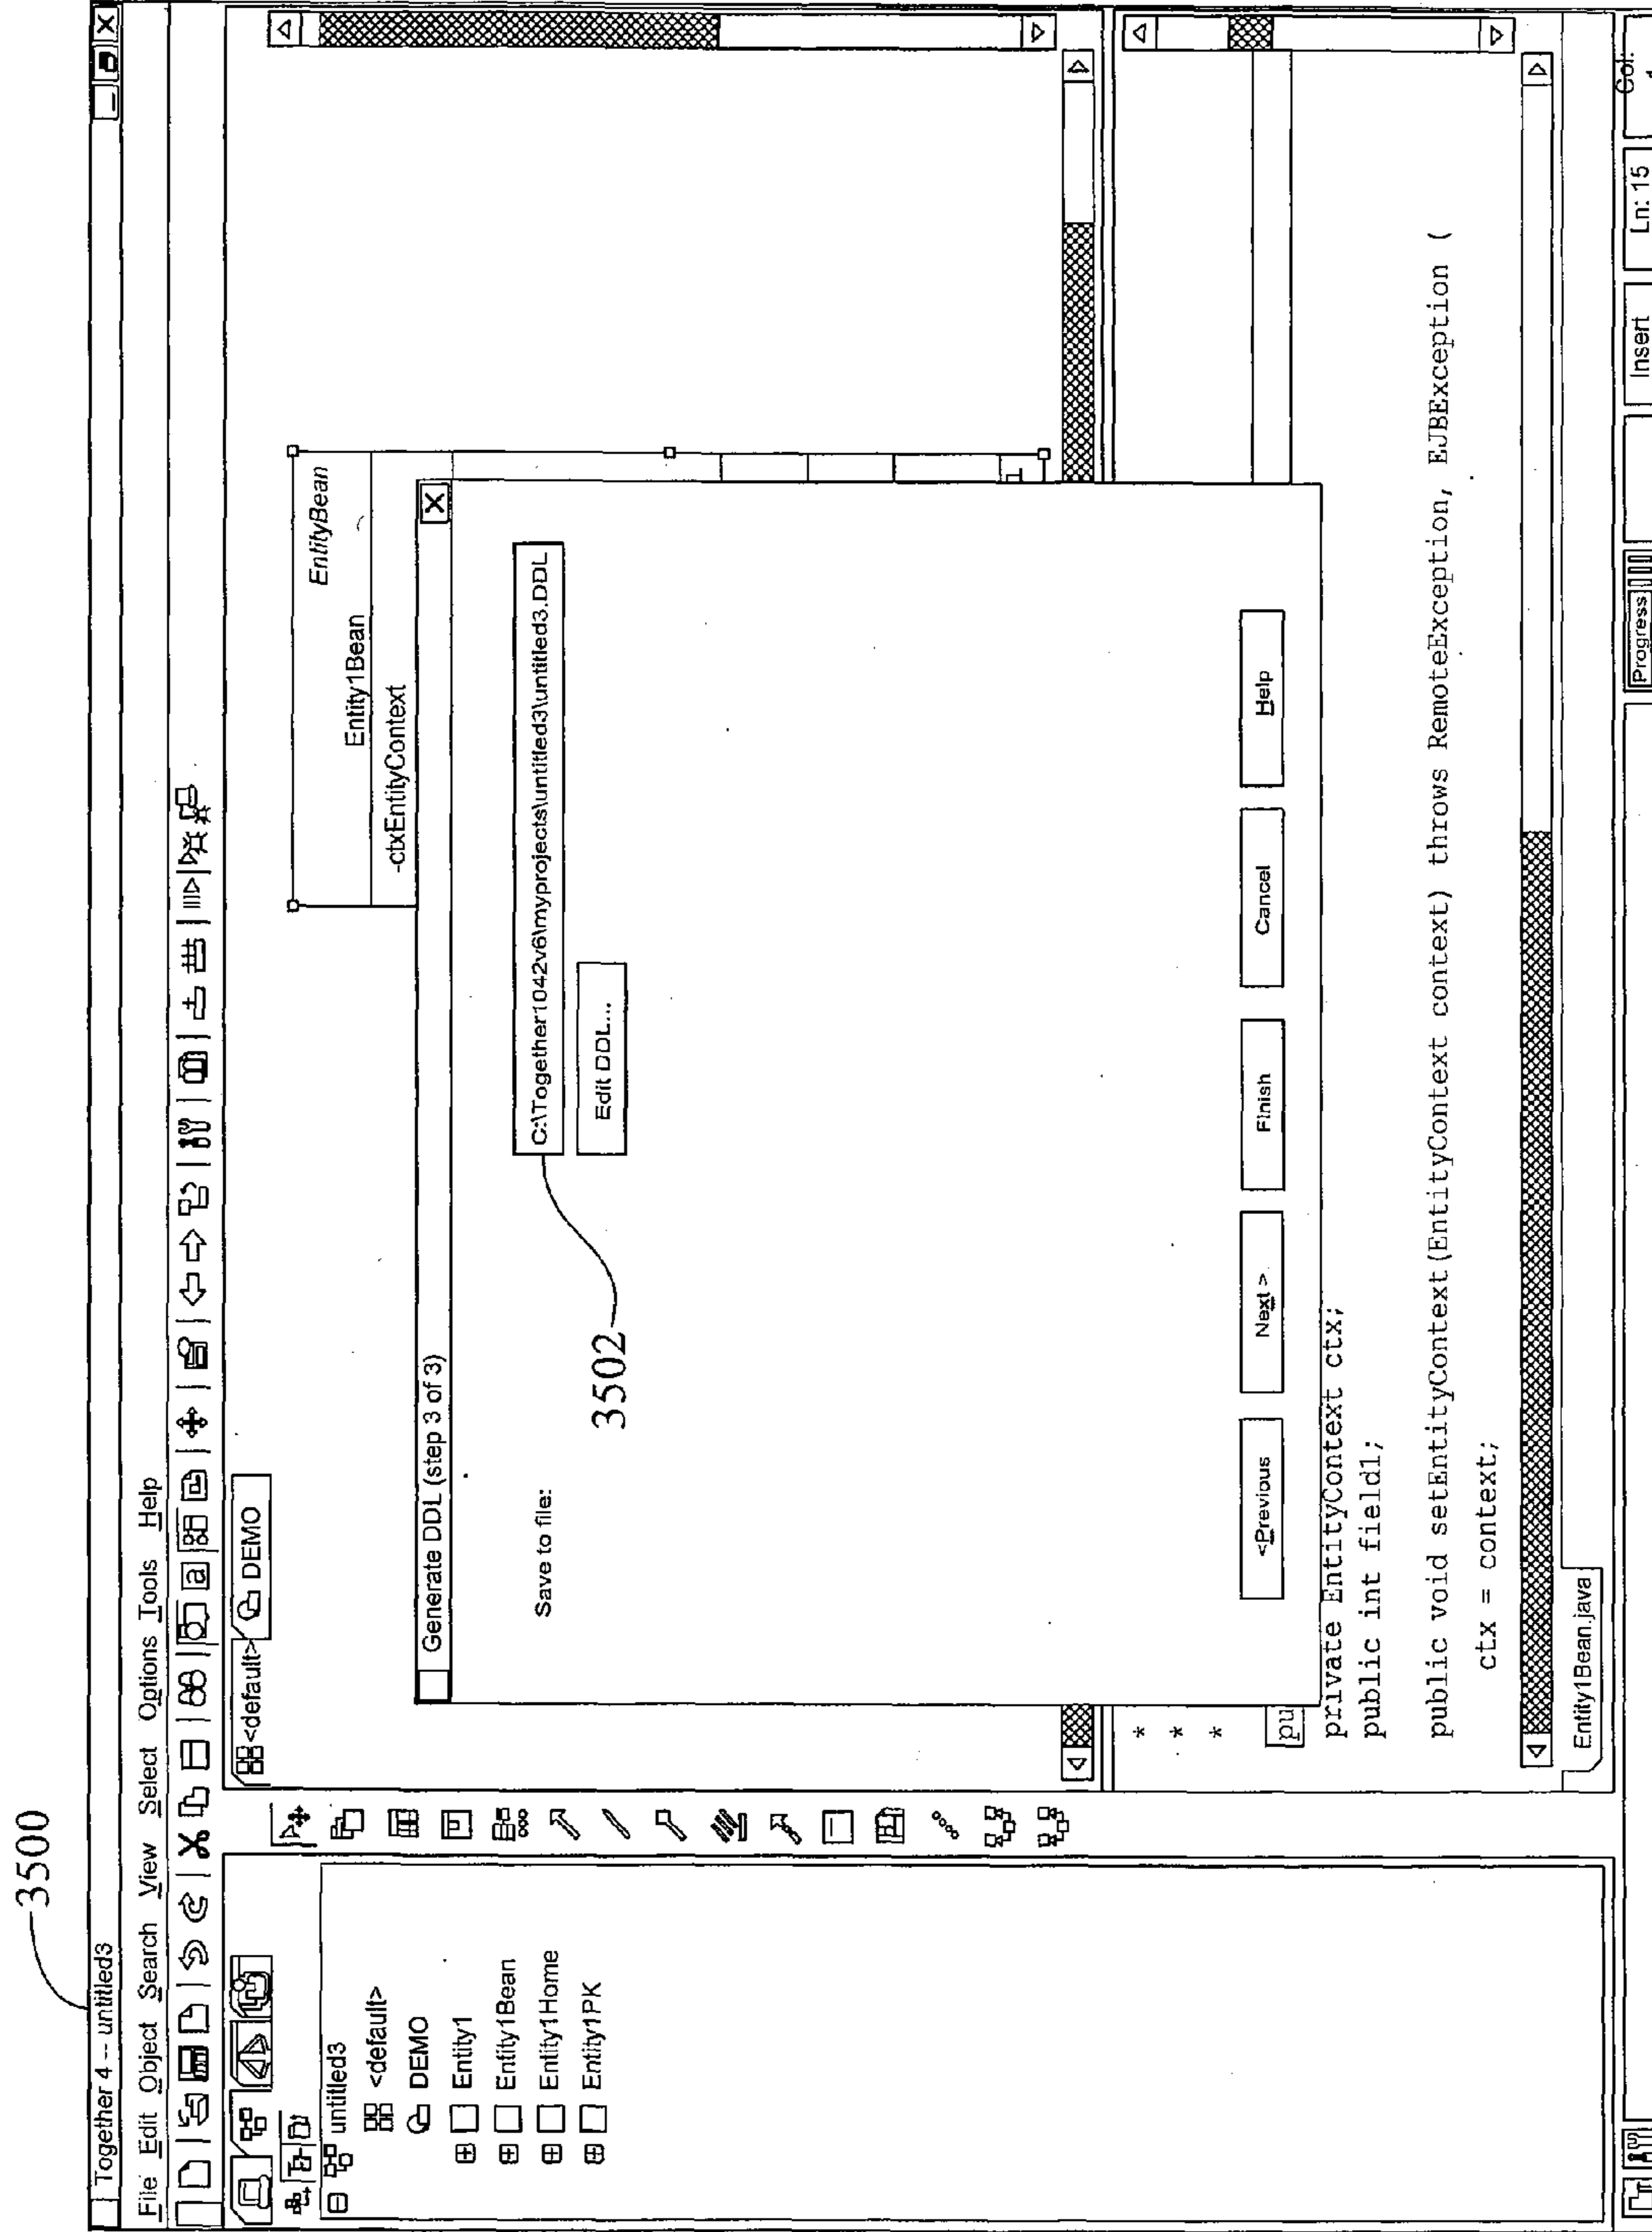 3500
Together 4 -- untitled3
File Edit Object Search View Select Options Tools Help
<default> DEMO
untitled3
<default>
DEMO
Entity1
Entity1Bean
Entity1Home
Entity1PK
EntityBean
Entity1Bean
-ctxEntityContext
Generate DDL (step 3 of 3)
Save to file:
C:\Together1042v6\myprojects\untitled3\untitled3.DDL
Edit DDL...
3502
<Previous Next > Finish Cancel Help
*
*
*
pu
private EntityContext ctx;
public int field1;
public void setEntityContext(EntityContext context) throws RemoteException, EJBException (
ctx = context;
Entity1Bean.java
Progress Insert Ln: 15 Col: